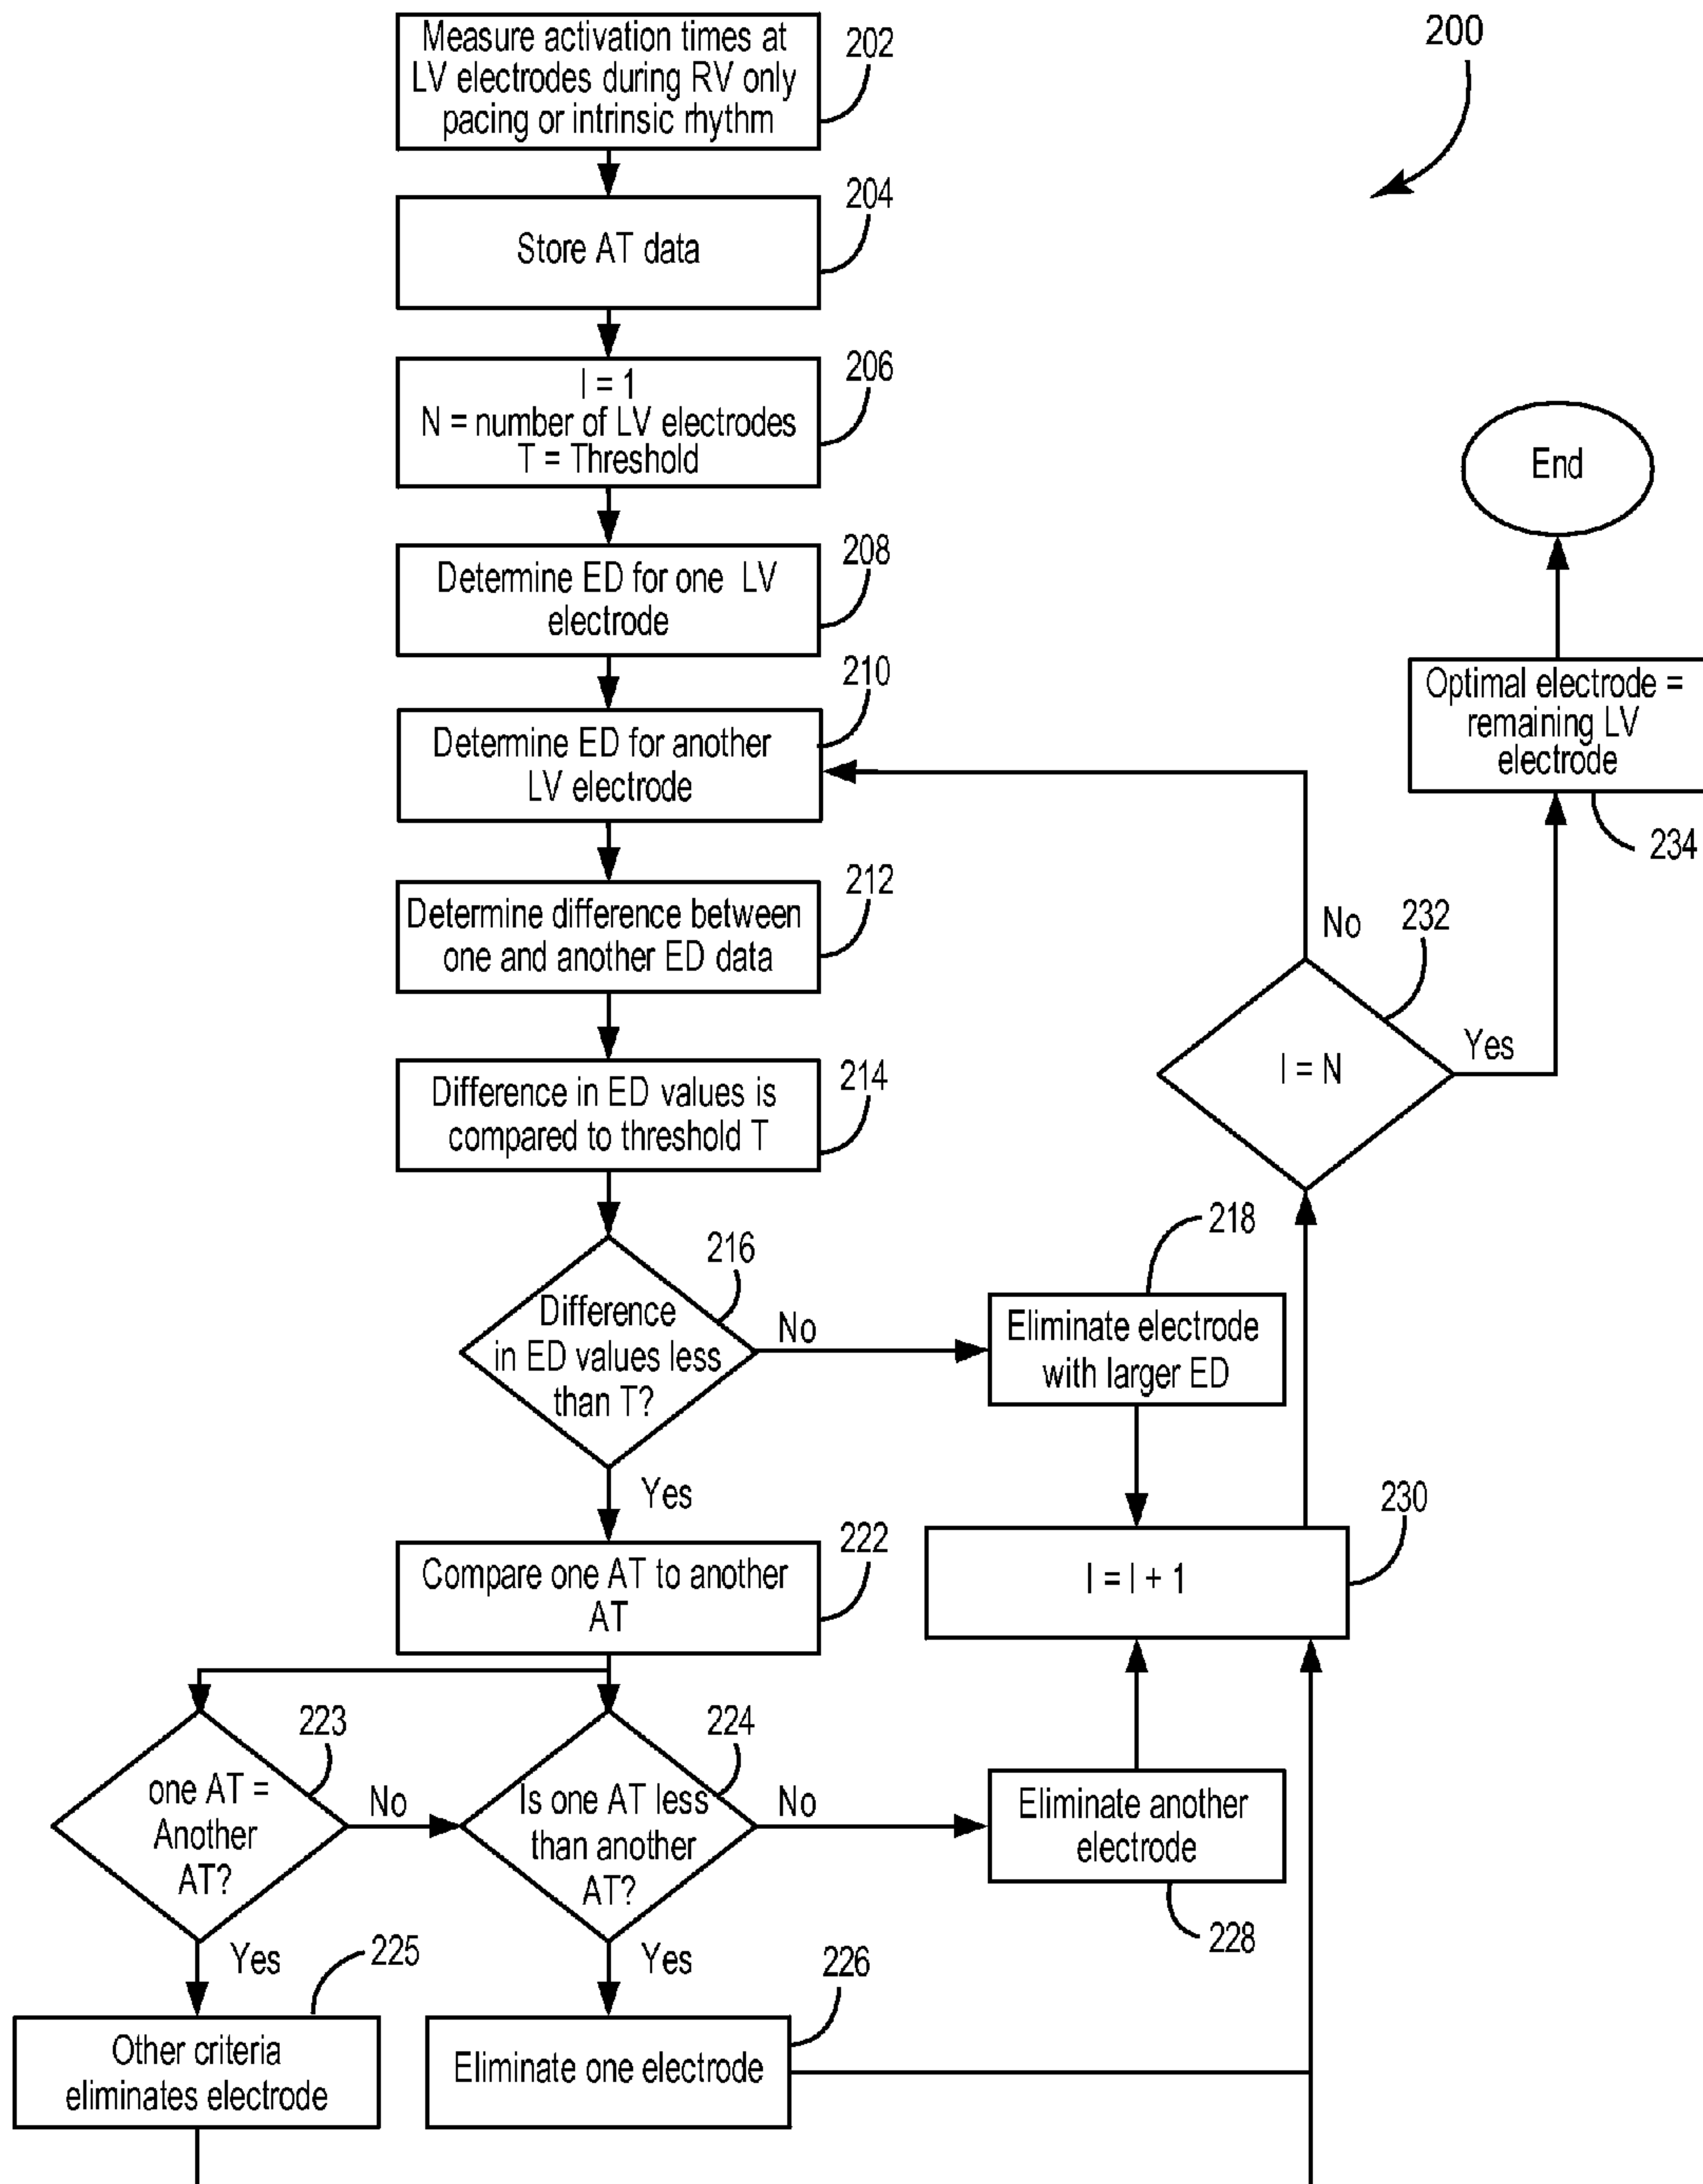 Measure activation times at
LV electrodes during RV only
pacing or intrinsic rhythm
202
200
Store AT data
204
I = 1
N = number of LV electrodes
T = Threshold
206
End
Determine ED for one LV
electrode
208
Determine ED for another
LV electrode
210
Optimal electrode =
remaining LV
electrode
234
Determine difference between
one and another ED data
212
No
232
I = N
Yes
Difference in ED values is
compared to threshold T
214
Difference
in ED values less
than T?
216
No
Yes
Eliminate electrode
with larger ED
218
Compare one AT to another
AT
222
I = I + 1
230
one AT =
Another
AT?
223
No
Yes
Is one AT less
than another
AT?
224
No
Yes
Eliminate another
electrode
228
Other criteria
eliminates electrode
225
Eliminate one electrode
226